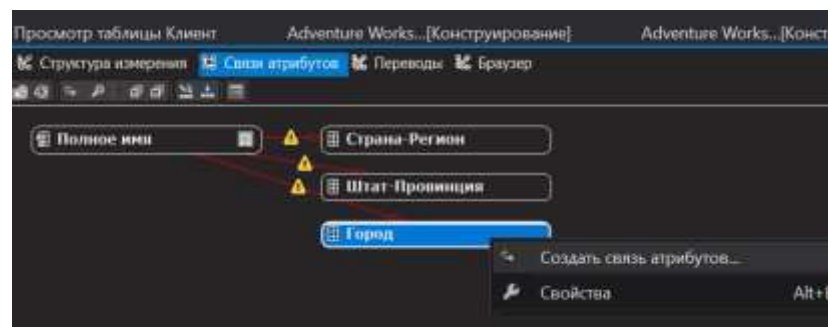 Просмотр таблицы Клиент Adventure Works...[Конструирование] Adventure Works...[Конст
Структура измерения Связи атрибутов Переводы Браузер
Полное имя Страна-Регион
Штат-Провинция
Город
Создать связь атрибутов...
Свойства Alt+